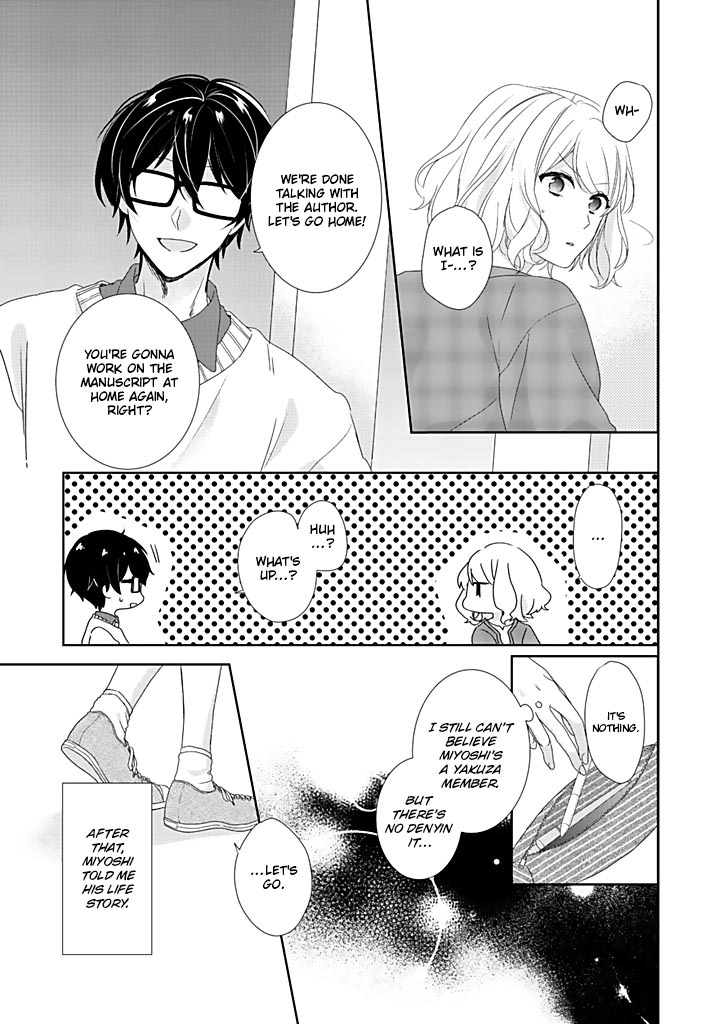 WH-
WHAT IS
I-...?
WE'RE DONE
TALKING WITH
THE AUTHOR.
LET'S GO HOME!
YOU'RE GONNA
WORK ON THE
MANUSCRIPT AT
HOME AGAIN,
RIGHT?
...
HUH
...?
WHAT'S
UP...?
IT'S
NOTHING.
I STILL CAN'T
BELIEVE
MIYOSHI'S
A YAKUZA
MEMBER.
BUT
THERE'S
NO DENYIN
IT...
...LET'S
GO.
AFTER
THAT,
MIYOSHI
TOLD ME
HIS LIFE
STORY.